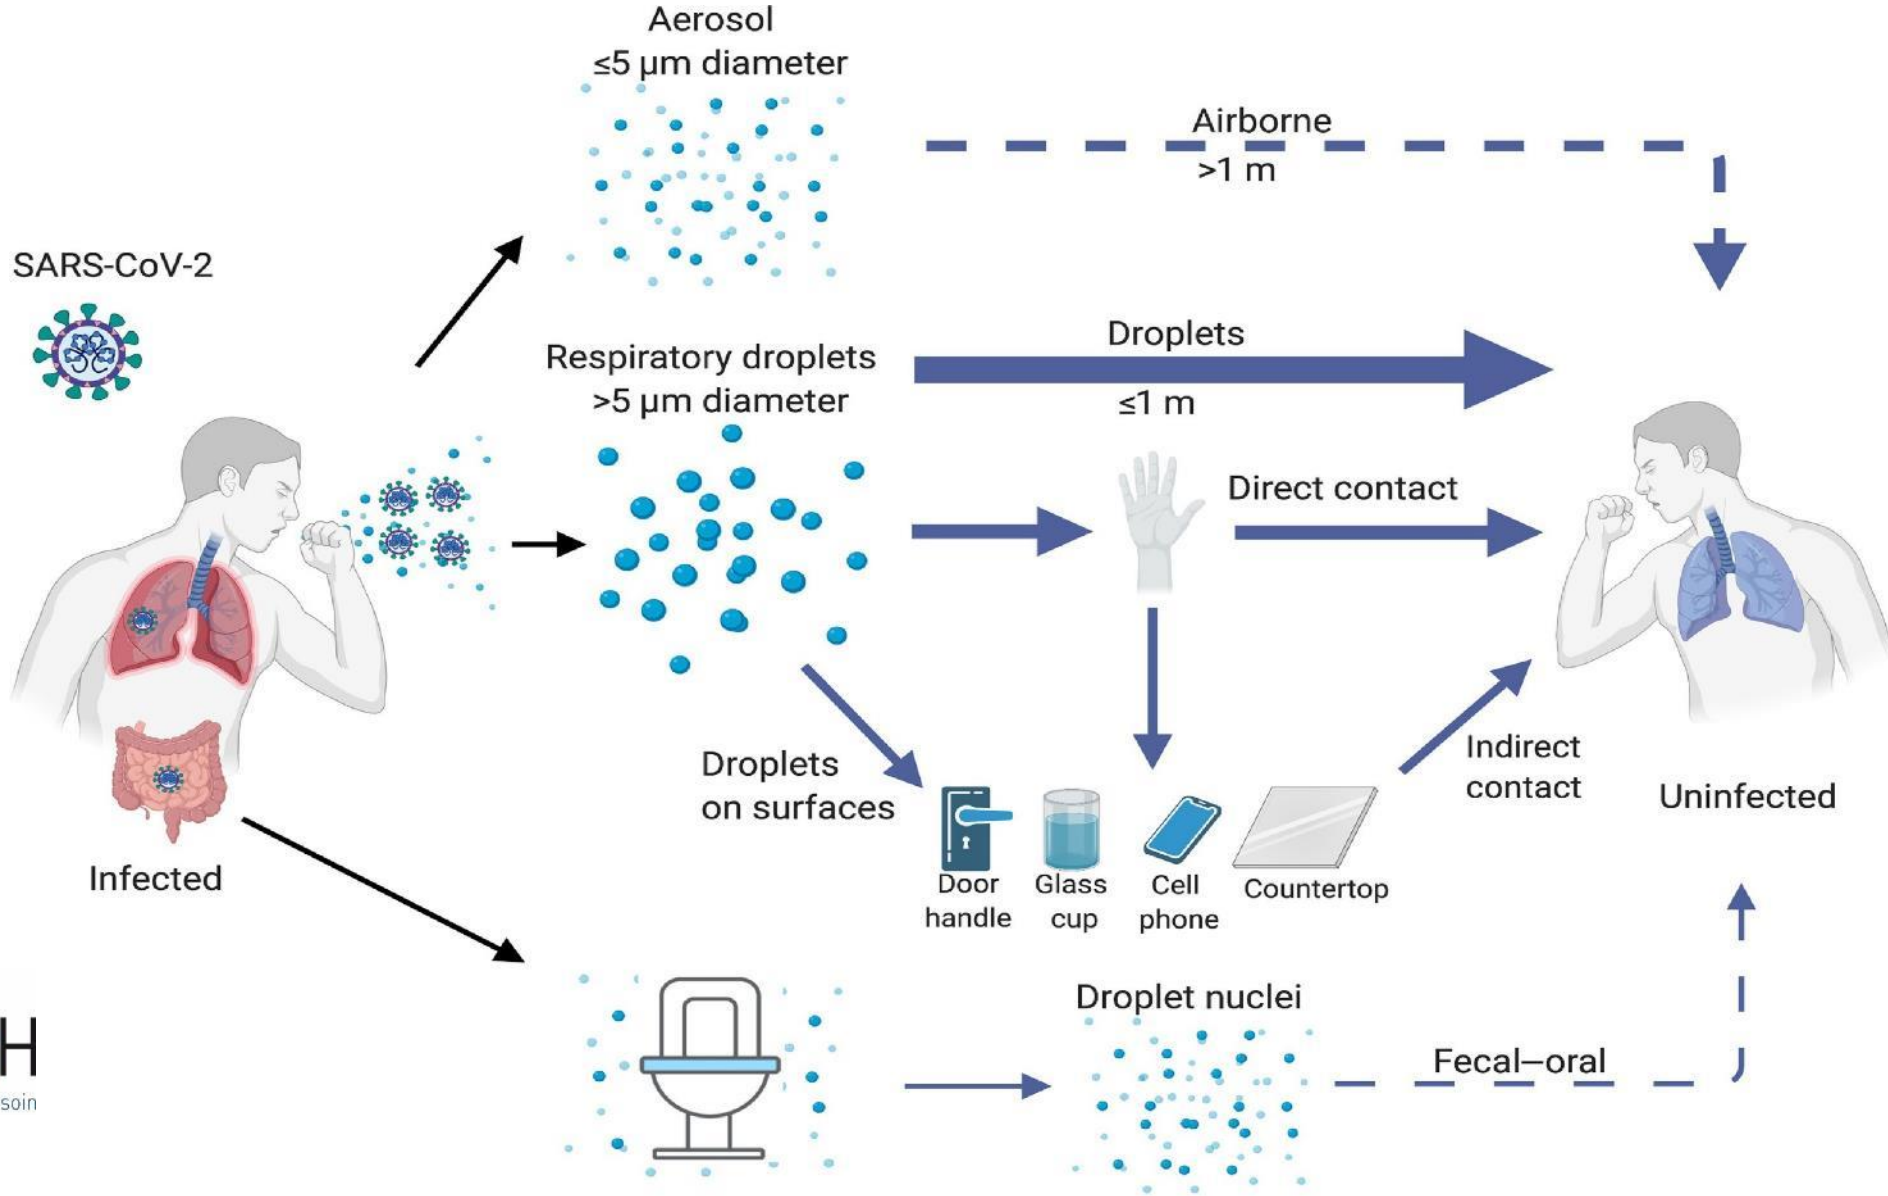 Aerosol
≤5 µm diameter
Airborne
>1 m
SARS-CoV-2
Droplets
≤1 m
Respiratory droplets
>5 µm diameter
Direct contact
Droplets
on surfaces
Indirect
contact
Uninfected
Infected
Door
handle
Glass
cup
Cell
phone
Countertop
Droplet nuclei
Fecal–oral
H
soin